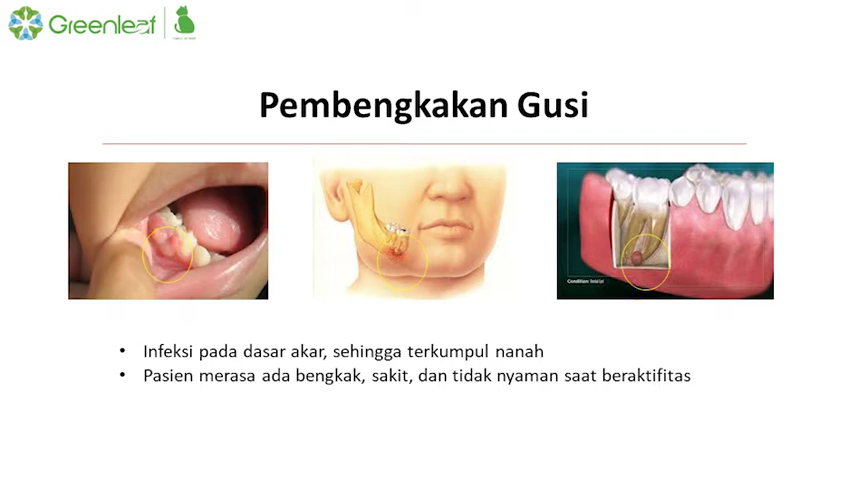 Greenleaf
Pembengkakan Gusi
Condition:
Infeksi pada dasar akar, sehingga terkumpul nanah
Pasien merasa ada bengkak, sakit, dan tidak nyaman saat beraktifitas